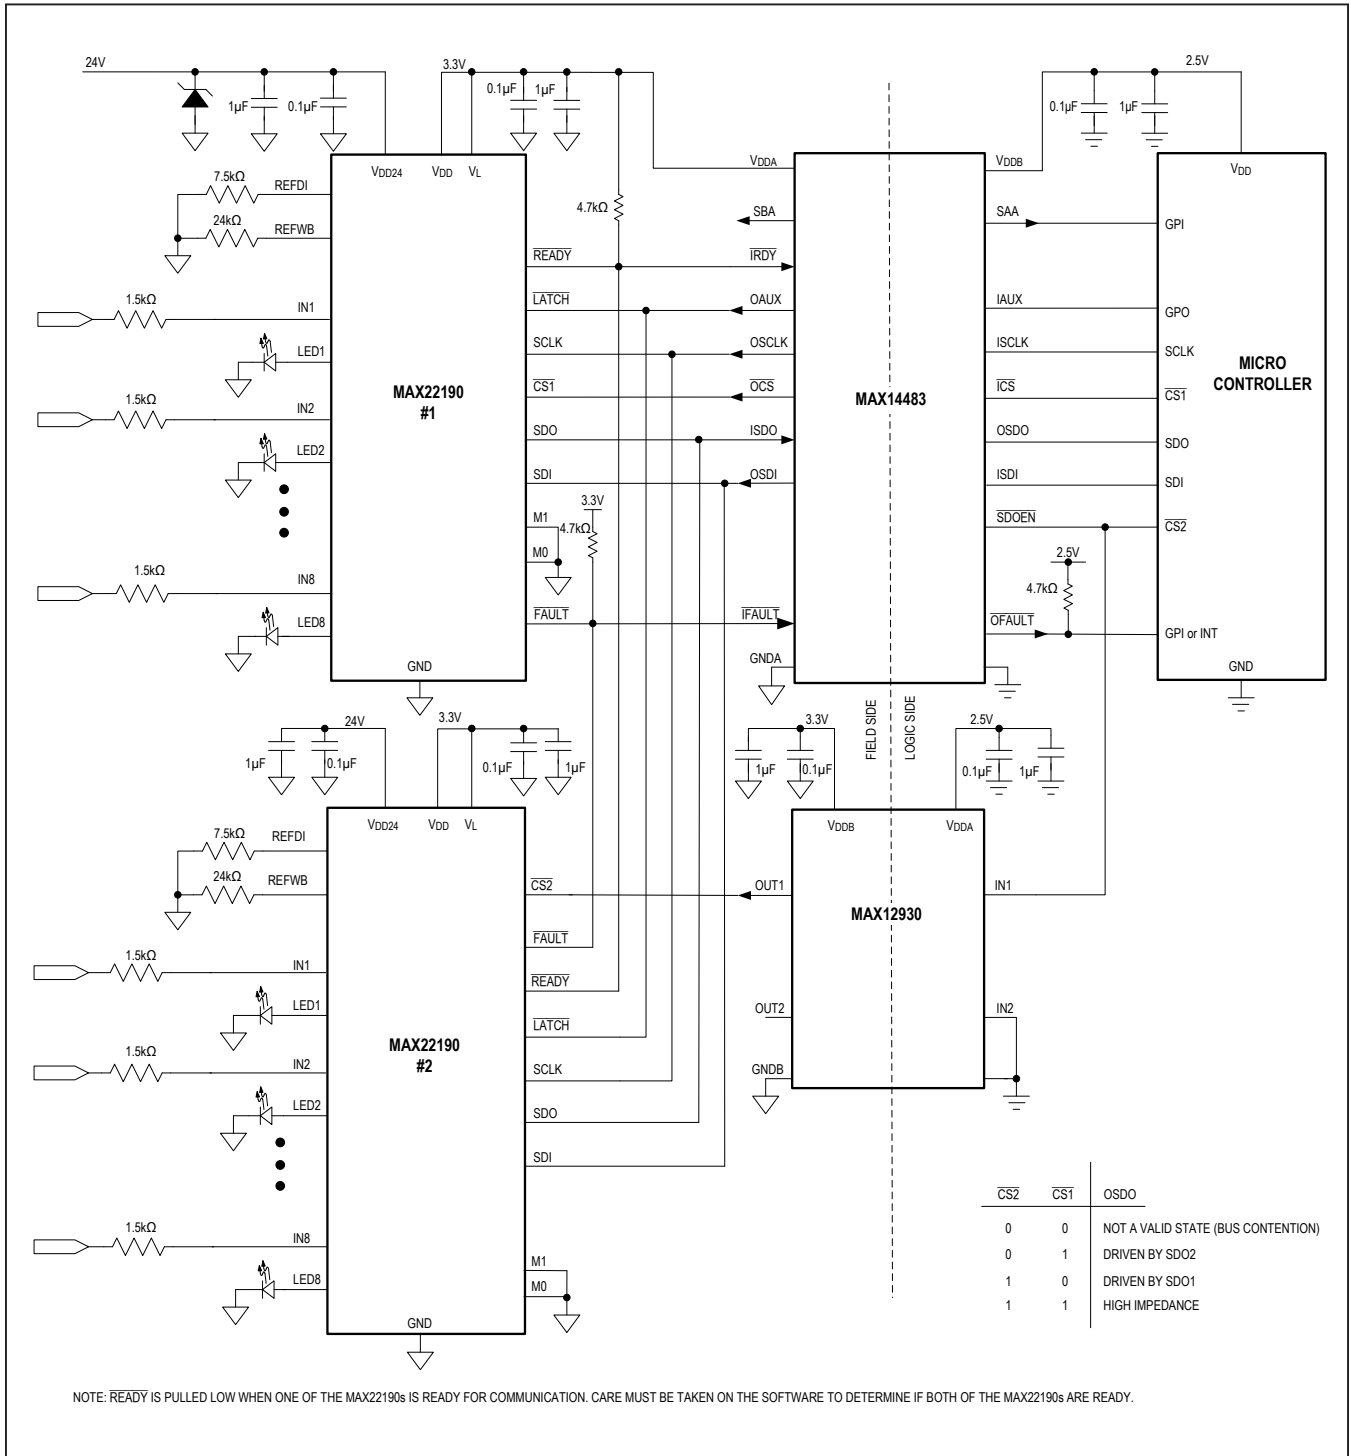 24V
3.3V
2.5V
1µF
0.1µF
0.1µF
1µF
0.1µF
1µF
VDD24
VDD
VL
VDDA
VDDB
VDD
7.5kΩ
REFDI
24kΩ
REFWB
4.7kΩ
SBA
SAA
GPI
READY
IRDY
1.5kΩ
IN1
LATCH
OAUX
IAUX
GPO
LED1
SCLK
OSCLK
ISCLK
SCLK
MICRO
CONTROLLER
MAX22190
#1
MAX14483
CS1
OCS
ICS
CS1
1.5kΩ
IN2
SDO
ISDO
OSDO
SDO
LED2
SDI
OSDI
ISDI
SDI
3.3V
4.7kΩ
M1
M0
SDOEN
CS2
2.5V
4.7kΩ
1.5kΩ
IN8
FAULT
IFAULT
OFAULT
GPI or INT
LED8
GND
GNDA
GND
FIELD SIDE
LOGIC SIDE
24V
3.3V
3.3V
2.5V
1µF
0.1µF
0.1µF
1µF
1µF
0.1µF
0.1µF
1µF
VDD24
VDD
VL
VDDB
VDDA
7.5kΩ
REFDI
24kΩ
REFWB
CS2
OUT1
IN1
MAX12930
FAULT
1.5kΩ
IN1
READY
LED1
LATCH
OUT2
IN2
MAX22190
#2
1.5kΩ
IN2
SCLK
GNDB
LED2
SDO
SDI
1.5kΩ
IN8
M1
LED8
M0
GND
CS2 CS1 OSDO
0 0 NOT A VALID STATE (BUS CONTENTION)
0 1 DRIVEN BY SDO2
1 0 DRIVEN BY SDO1
1 1 HIGH IMPEDANCE
NOTE: READY IS PULLED LOW WHEN ONE OF THE MAX22190s IS READY FOR COMMUNICATION. CARE MUST BE TAKEN ON THE SOFTWARE TO DETERMINE IF BOTH OF THE MAX22190s ARE READY.